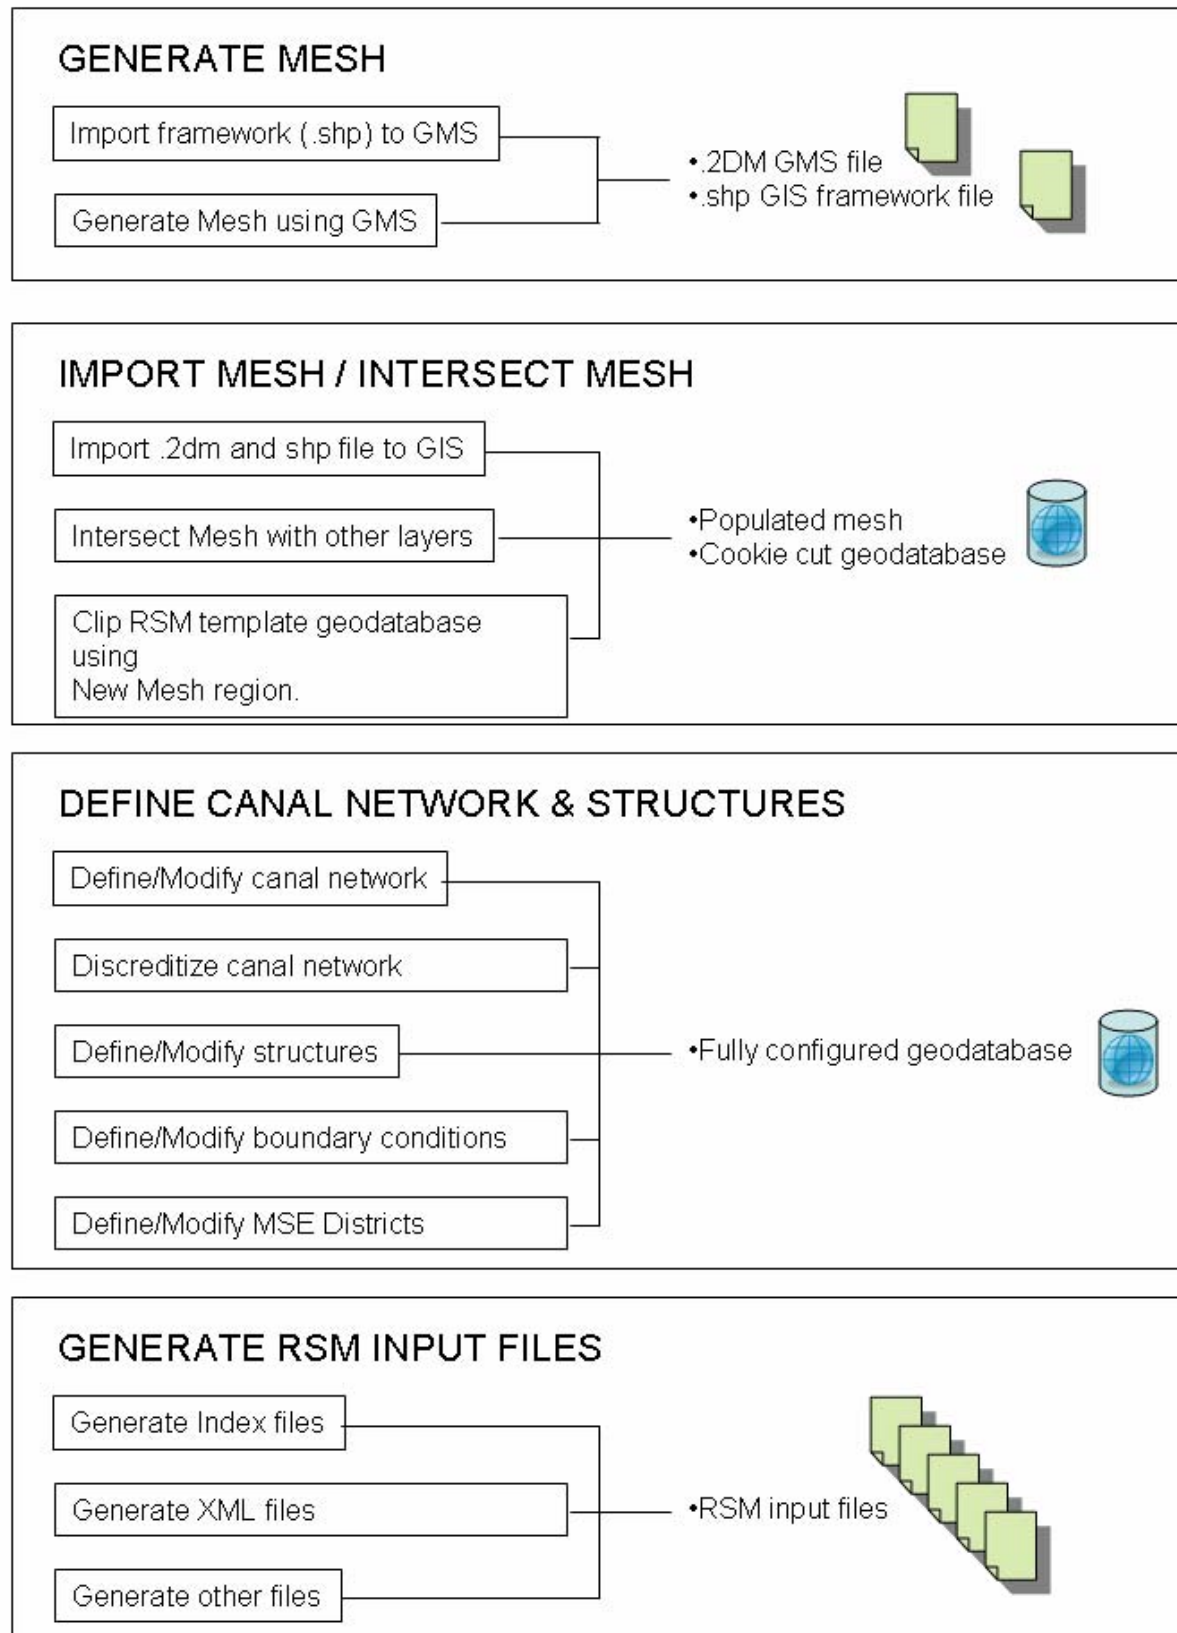 GENERATE MESH
Import framework (.shp) to GMS
Generate Mesh using GMS
•.2DM GMS file
•.shp GIS framework file
IMPORT MESH / INTERSECT MESH
Import .2dm and shp file to GIS
Intersect Mesh with other layers
Clip RSM template geodatabase
using
New Mesh region.
•Populated mesh
•Cookie cut geodatabase
DEFINE CANAL NETWORK & STRUCTURES
Define/Modify canal network
Discreditize canal network
Define/Modify structures
Define/Modify boundary conditions
Define/Modify MSE Districts
•Fully configured geodatabase
GENERATE RSM INPUT FILES
Generate Index files
Generate XML files
Generate other files
•RSM input files